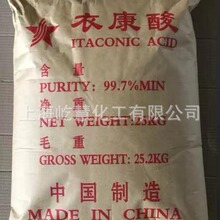 衣康酸
ITACONIC ACID
含量
PURITY: 99.7%MIN
净重
NET WEIGHT:25KG
毛重
GROSS WEIGHT: 25.2KG
中国制造
MADE IN CHINA